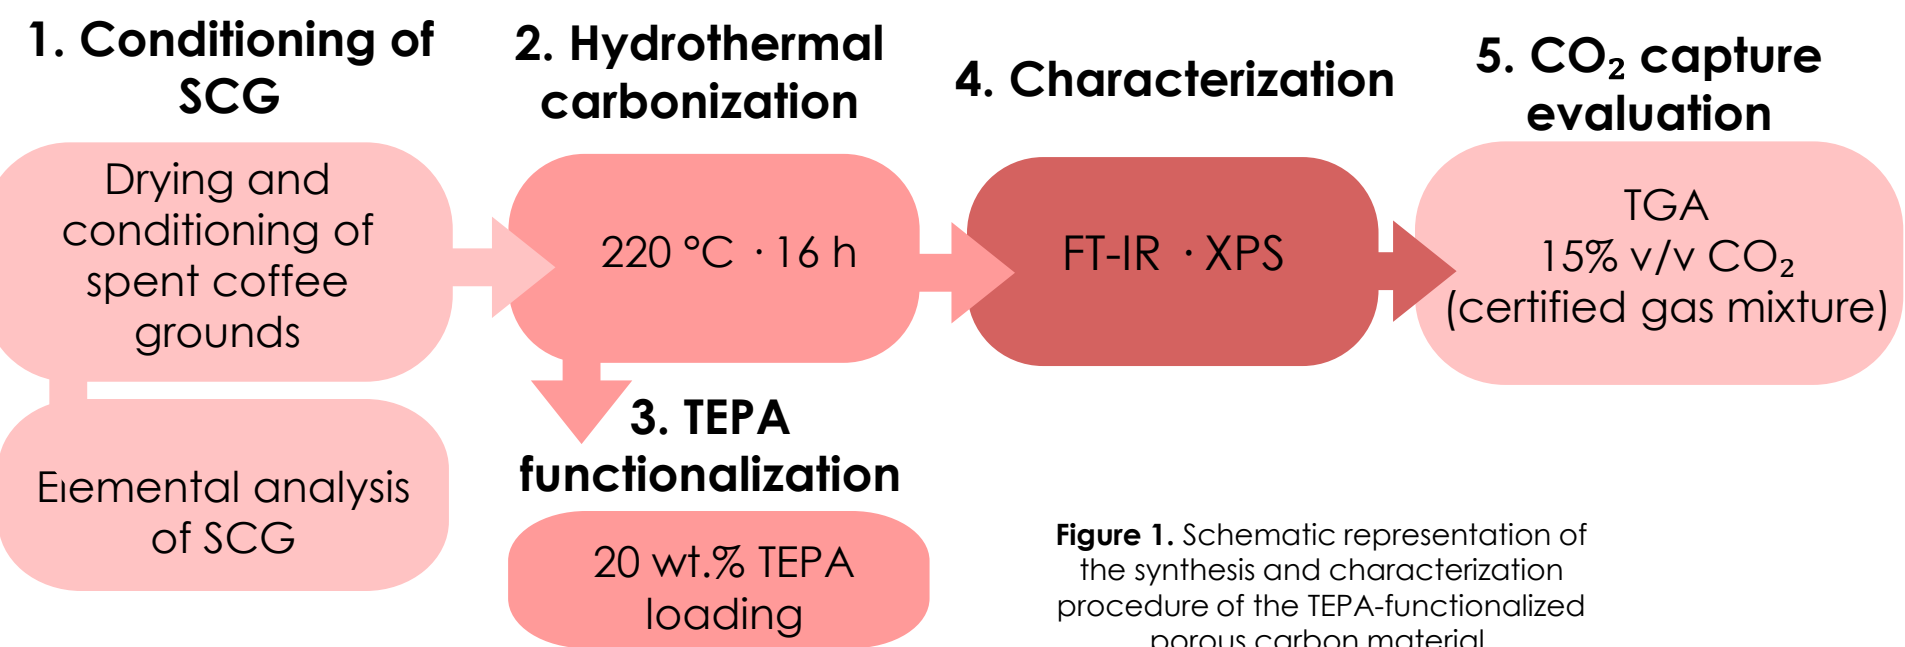 1. Conditioning of
SCG
Drying and
conditioning of
spent coffee
grounds
Elemental analysis
of SCG
2. Hydrothermal
carbonization
220 °C · 16 h
3. TEPA
functionalization
20 wt.% TEPA
loading
4. Characterization
FT-IR · XPS
5. CO₂ capture
evaluation
TGA
15% v/v CO₂
(certified gas mixture)
Figure 1. Schematic representation of
the synthesis and characterization
procedure of the TEPA-functionalized
porous carbon material